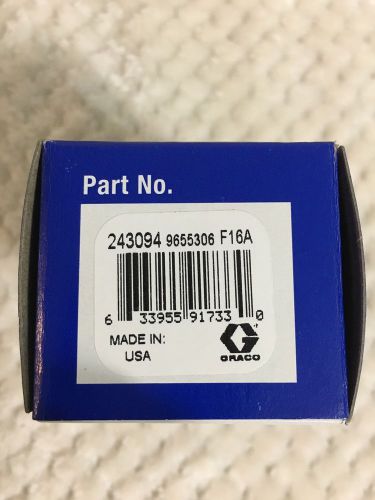 Part No.
243094 9655306 F16A
6 33955 91733 0
MADE IN:
USA
GRACO